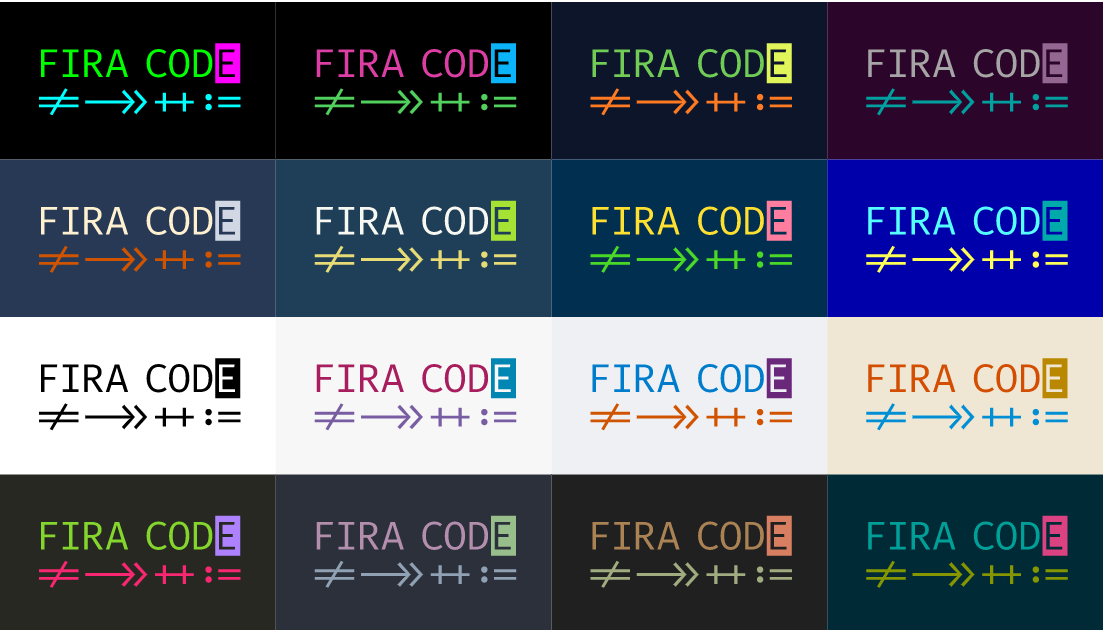 FIRA CODE
≠ ->> ++ :=
FIRA CODE
≠ ->> ++ :=
FIRA CODE
≠ ->> ++ :=
FIRA CODE
≠ ->> ++ :=
FIRA CODE
≠ ->> ++ :=
FIRA CODE
≠ ->> ++ :=
FIRA CODE
≠ ->> ++ :=
FIRA CODE
≠ ->> ++ :=
FIRA CODE
≠ ->> ++ :=
FIRA CODE
≠ ->> ++ :=
FIRA CODE
≠ ->> ++ :=
FIRA CODE
≠ ->> ++ :=
FIRA CODE
≠ ->> ++ :=
FIRA CODE
≠ ->> ++ :=
FIRA CODE
≠ ->> ++ :=
FIRA CODE
≠ ->> ++ :=